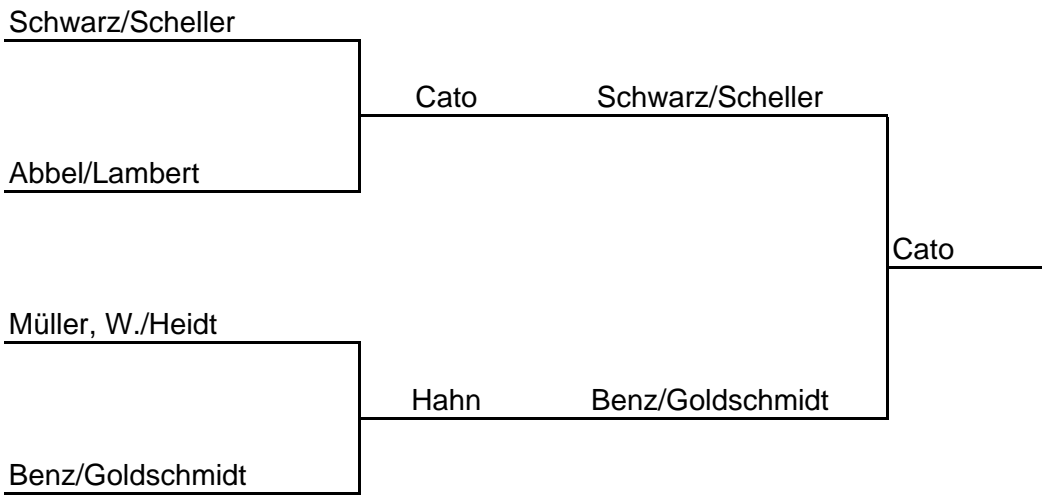 Schwarz/Scheller
Cato Schwarz/Scheller
Abbel/Lambert
Cato
Müller, W./Heidt
Hahn Benz/Goldschmidt
Benz/Goldschmidt